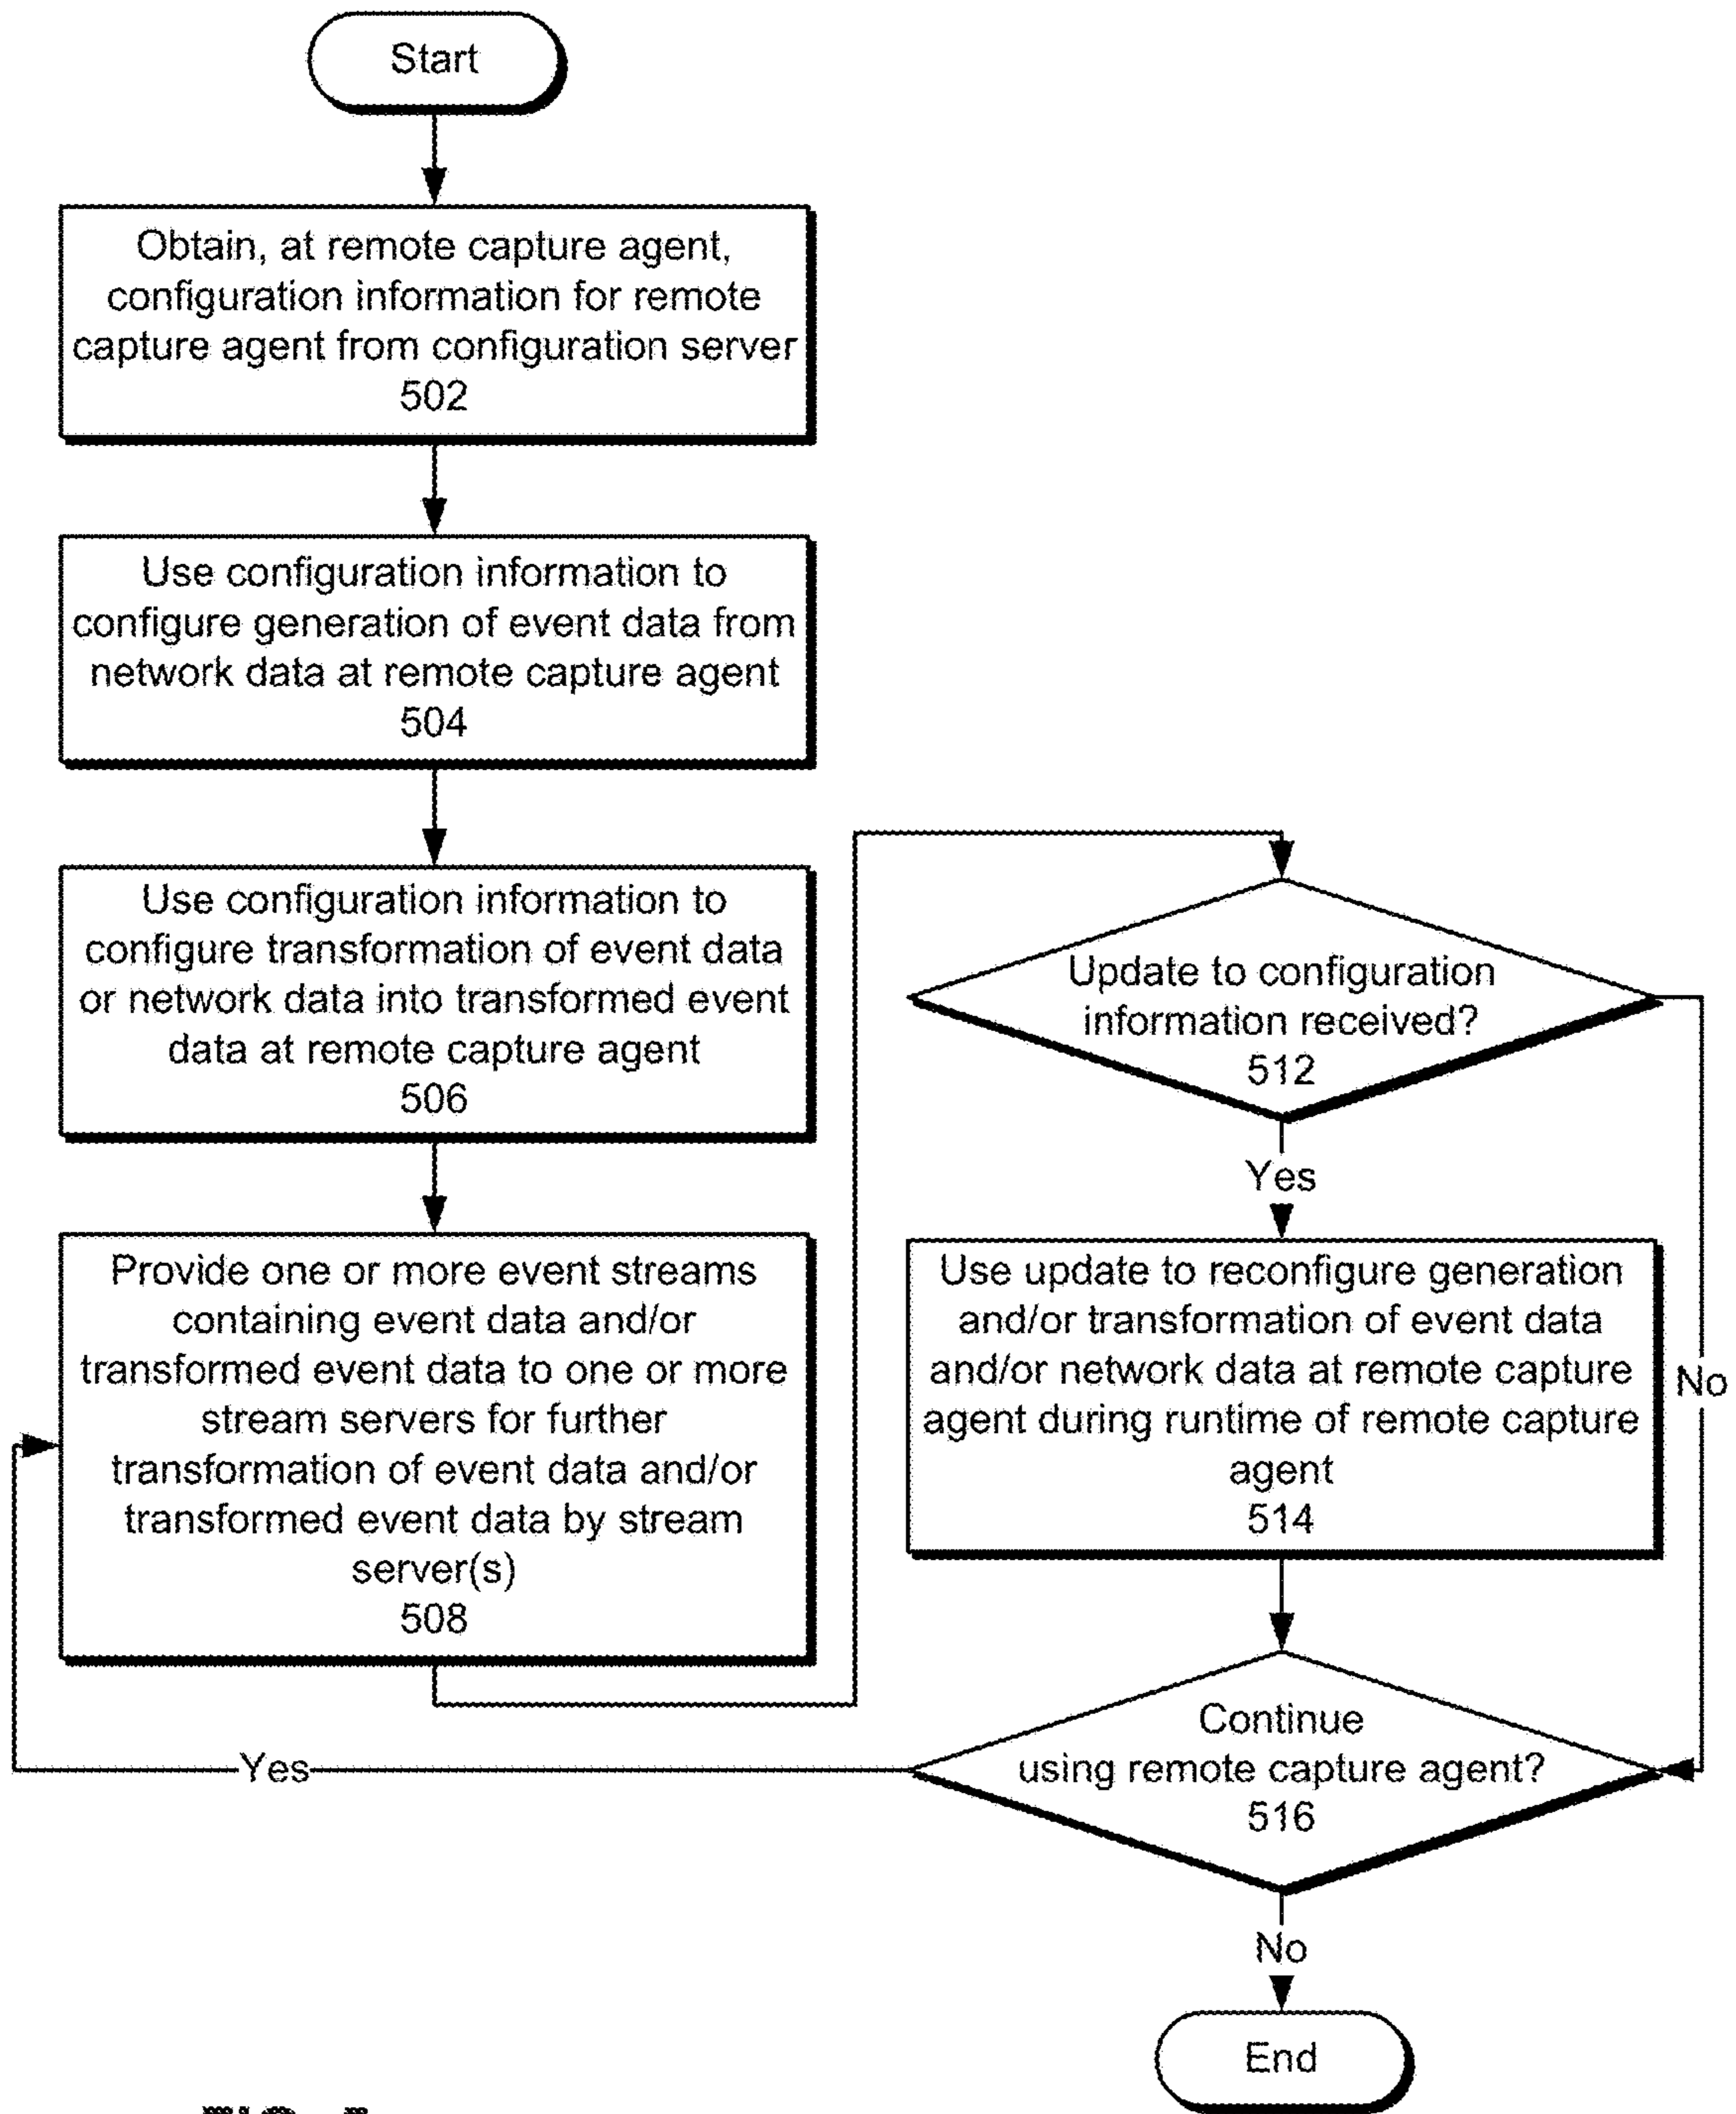 Start
Obtain, at remote capture agent,
configuration information for remote
capture agent from configuration server
502
Use configuration information to
configure generation of event data from
network data at remote capture agent
504
Use configuration information to
configure transformation of event data
or network data into transformed event
data at remote capture agent
506
Provide one or more event streams
containing event data and/or
transformed event data to one or more
stream servers for further
transformation of event data and/or
transformed event data by stream
server(s)
508
Update to configuration
information received?
512
Yes
Use update to reconfigure generation
and/or transformation of event data
and/or network data at remote capture
agent during runtime of remote capture
agent
514
No
Continue
using remote capture agent?
516
Yes
No
End